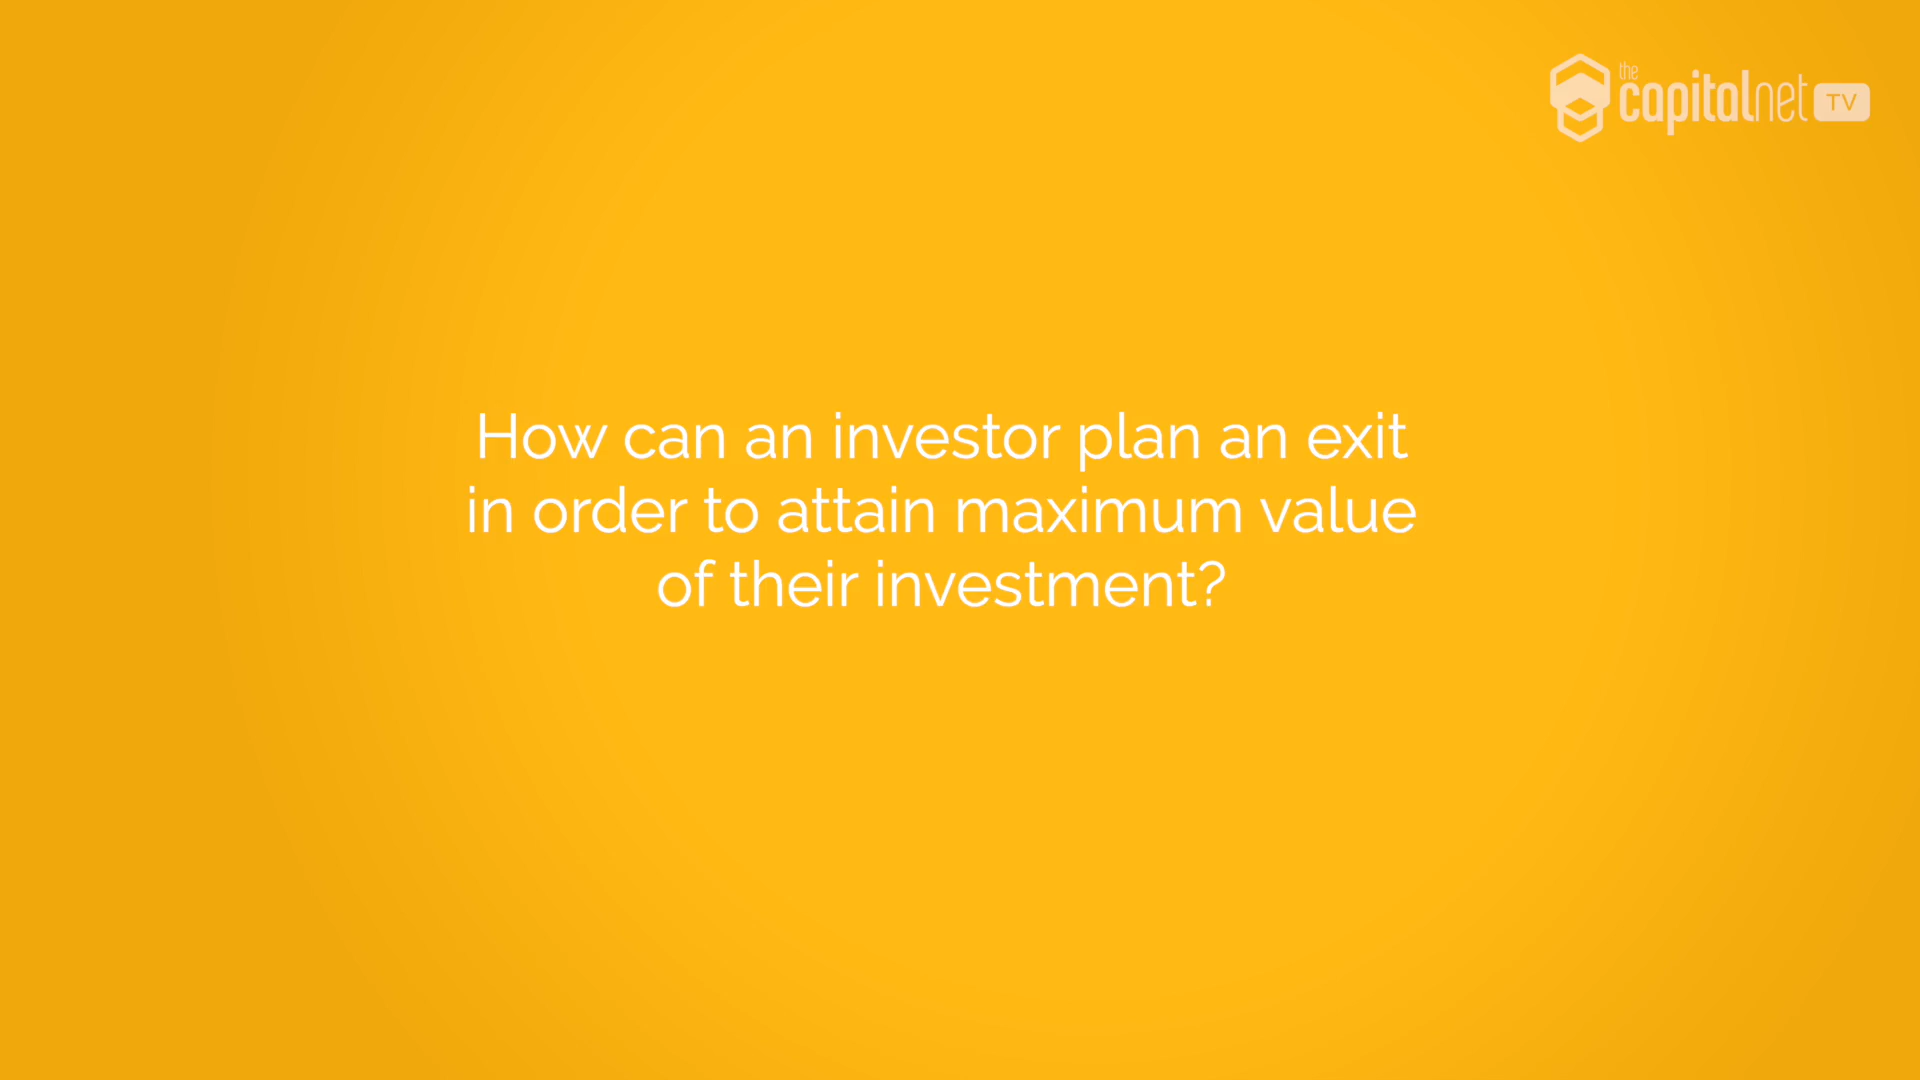 the
capitalnet TV
How can an investor plan an exit
in order to attain maximum value
of their investment?